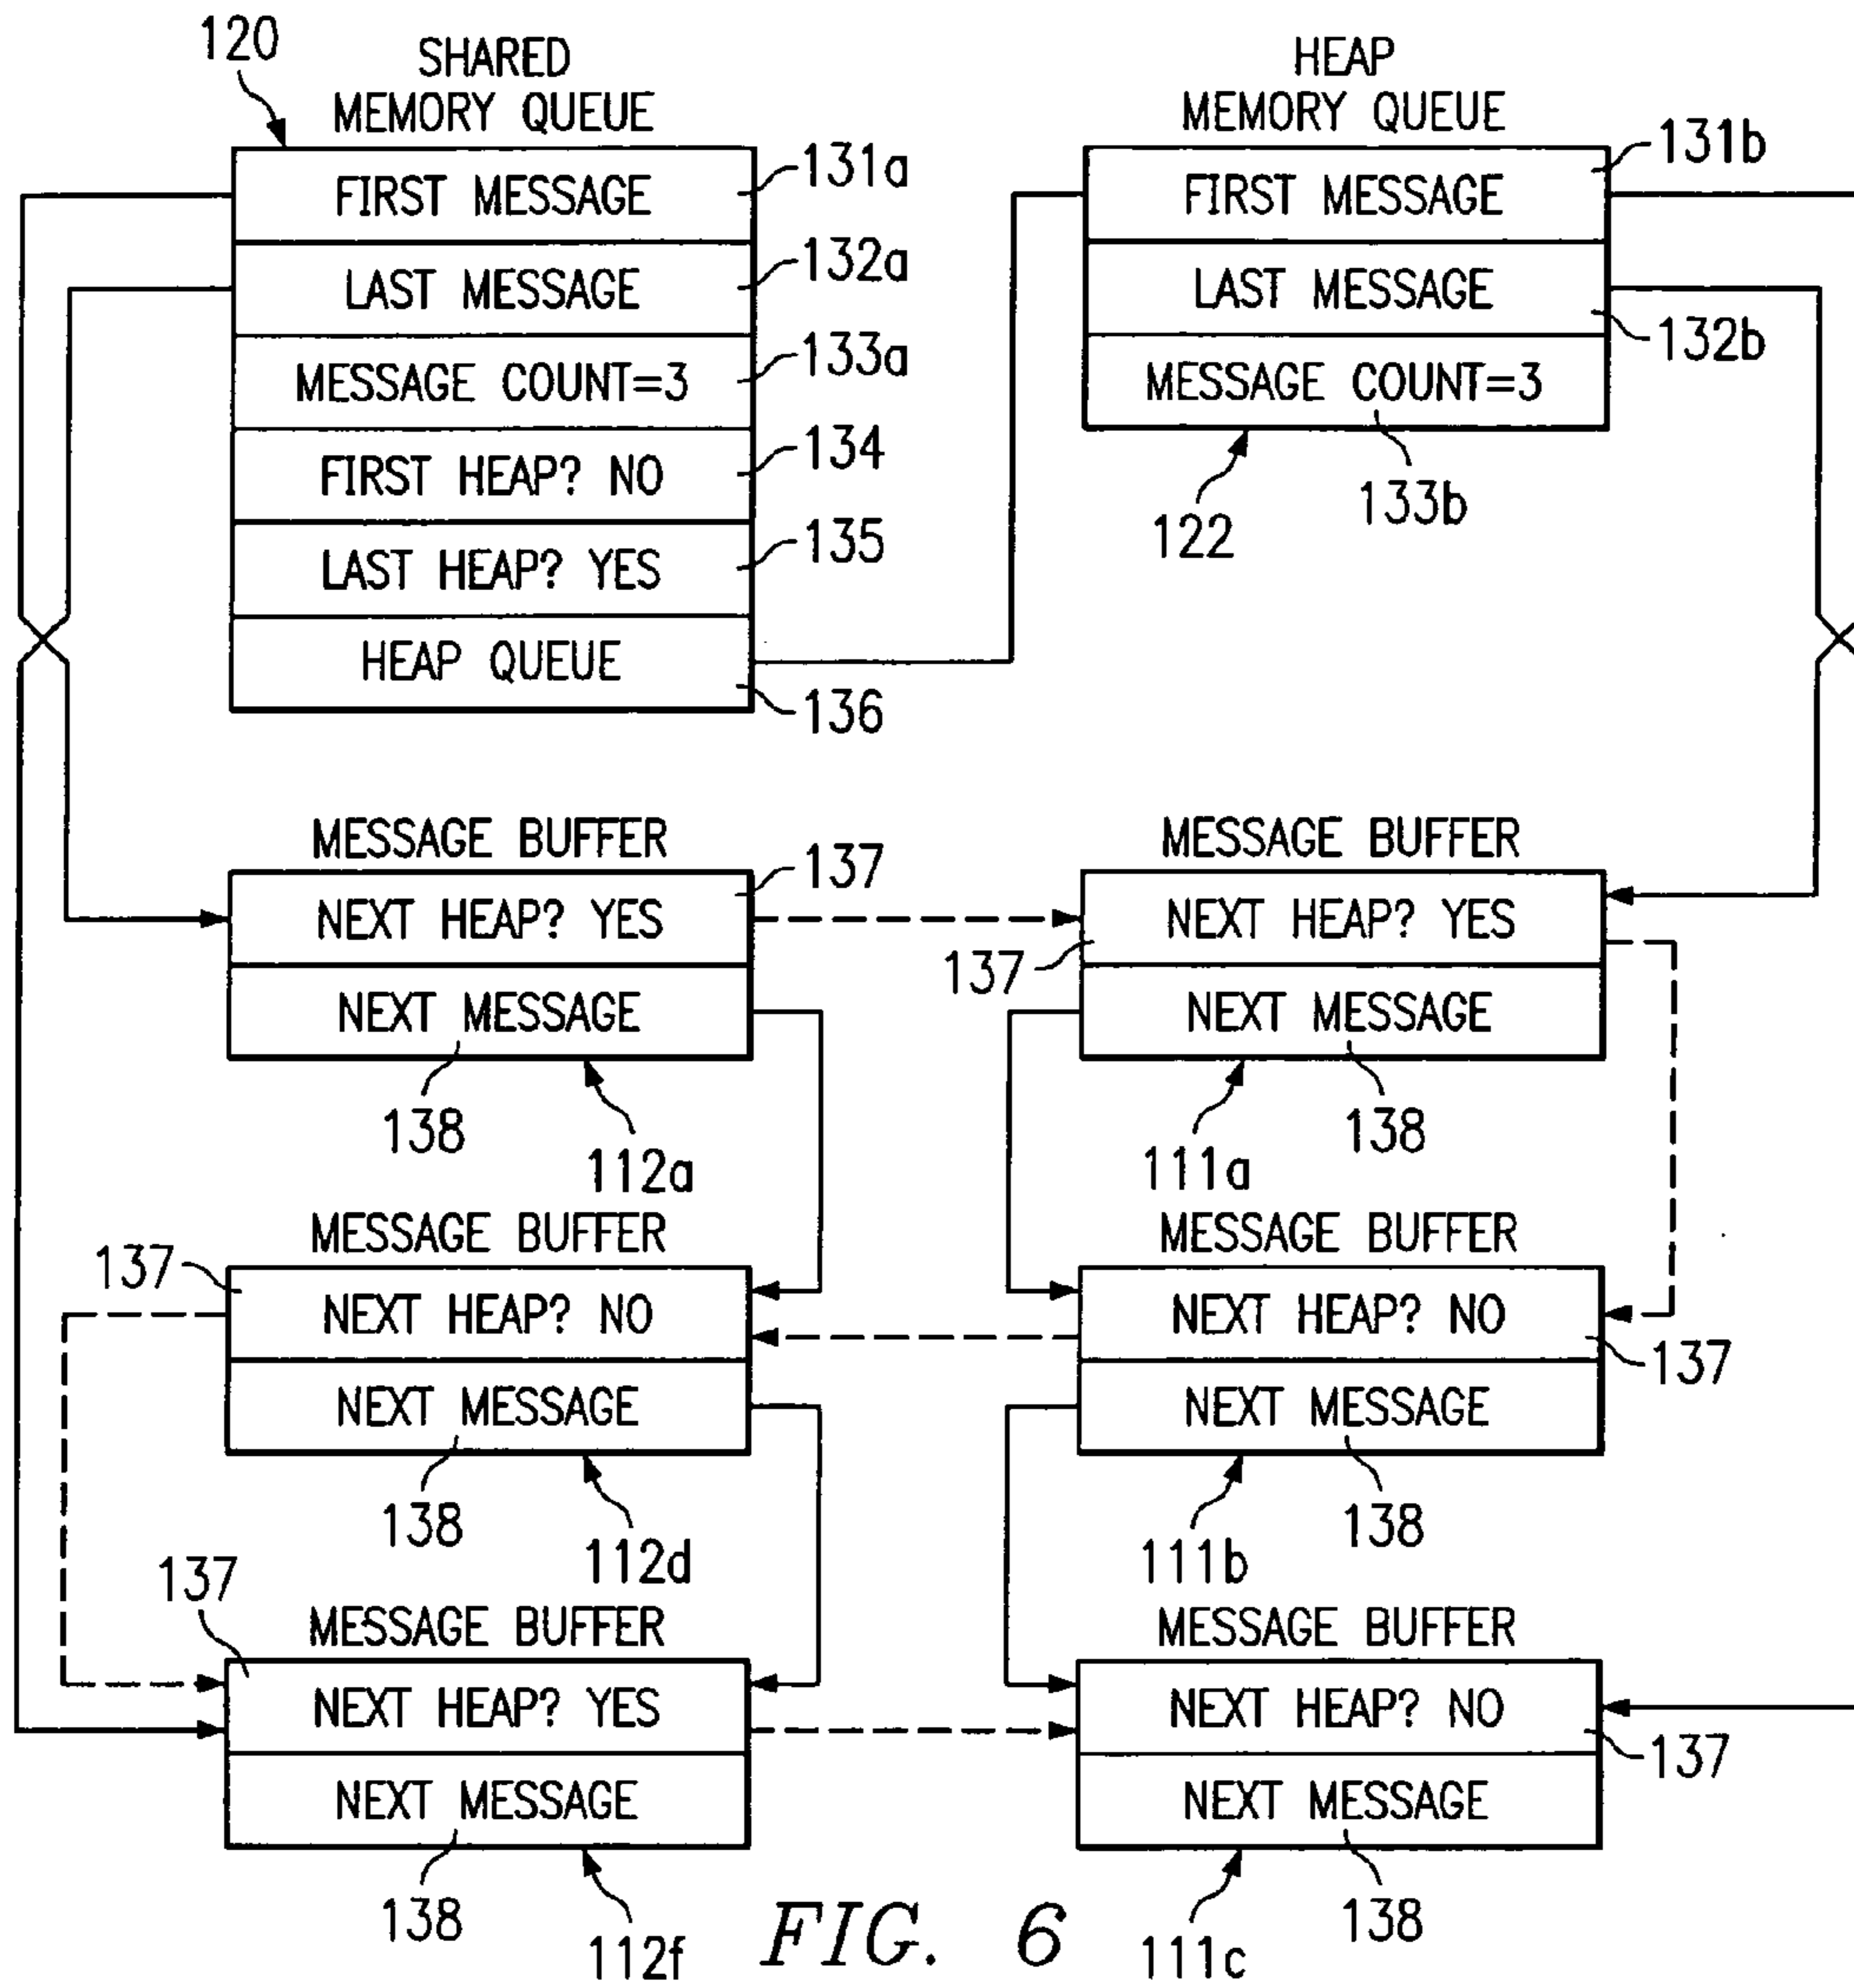 120
SHARED
MEMORY QUEUE
FIRST MESSAGE
131a
LAST MESSAGE
132a
MESSAGE COUNT=3
133a
FIRST HEAP? NO
134
LAST HEAP? YES
135
HEAP QUEUE
136
HEAP
MEMORY QUEUE
FIRST MESSAGE
131b
LAST MESSAGE
132b
MESSAGE COUNT=3
133b
122
MESSAGE BUFFER
137
NEXT HEAP? YES
NEXT MESSAGE
138
112a
MESSAGE BUFFER
NEXT HEAP? YES
137
NEXT MESSAGE
111a
138
MESSAGE BUFFER
137
NEXT HEAP? NO
NEXT MESSAGE
138
112d
MESSAGE BUFFER
NEXT HEAP? NO
137
NEXT MESSAGE
111b
138
137
MESSAGE BUFFER
NEXT HEAP? YES
NEXT MESSAGE
138
112f
MESSAGE BUFFER
NEXT HEAP? NO
137
NEXT MESSAGE
111c
138
FIG. 6